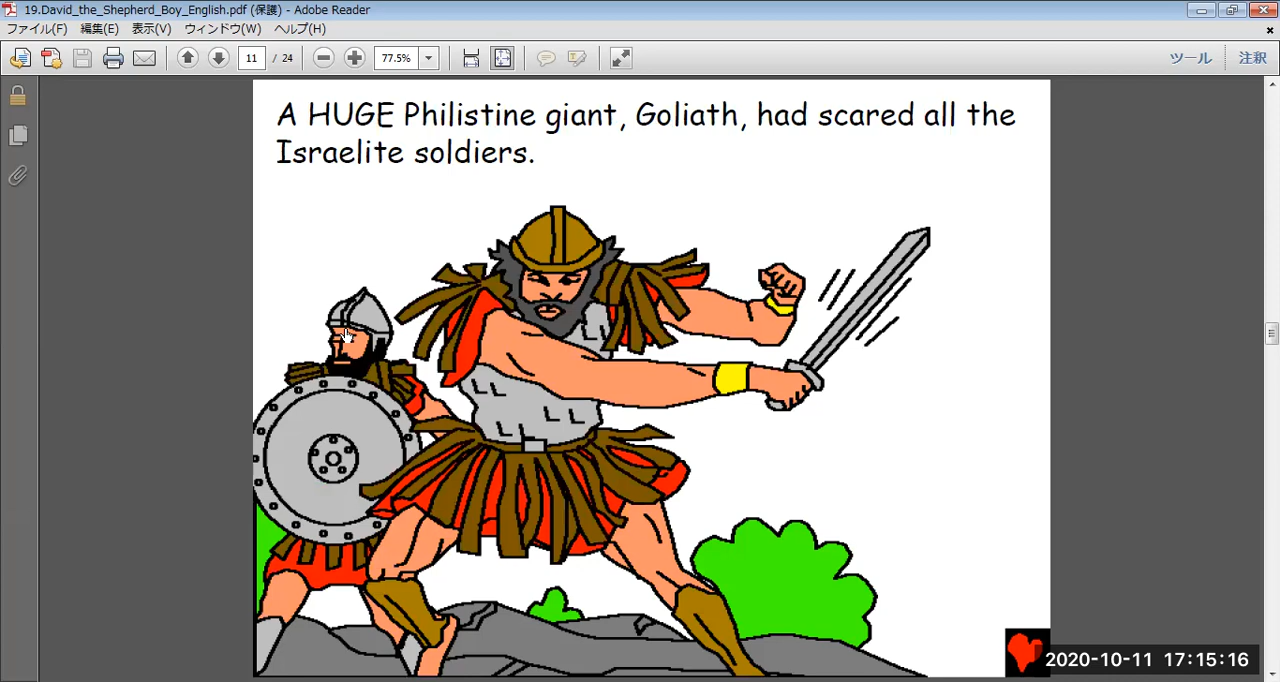 19.David_the_Shepherd_Boy_English.pdf (保護) - Adobe Reader
ファイル(F) 編集(E) 表示(V) ウィンドウ(W) ヘルプ(H)
11 / 24 77.5% ツール 注釈
A HUGE Philistine giant, Goliath, had scared all the
Israelite soldiers.
2020-10-11 17:15:16